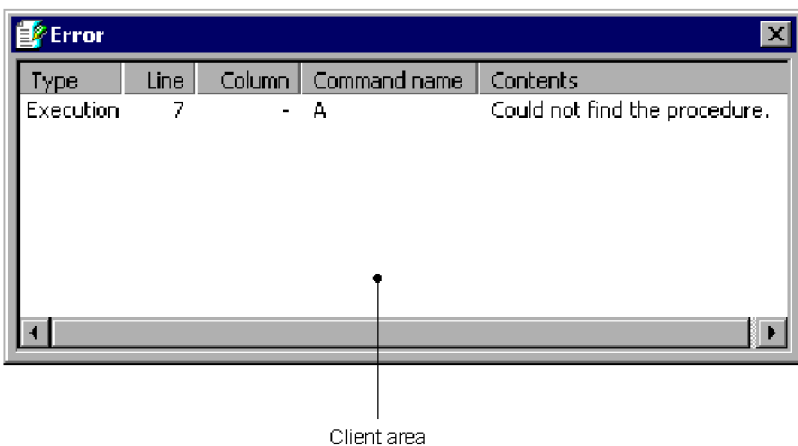 Error
Type Line Column Command name Contents
Execution 7 - A Could not find the procedure.
Client area